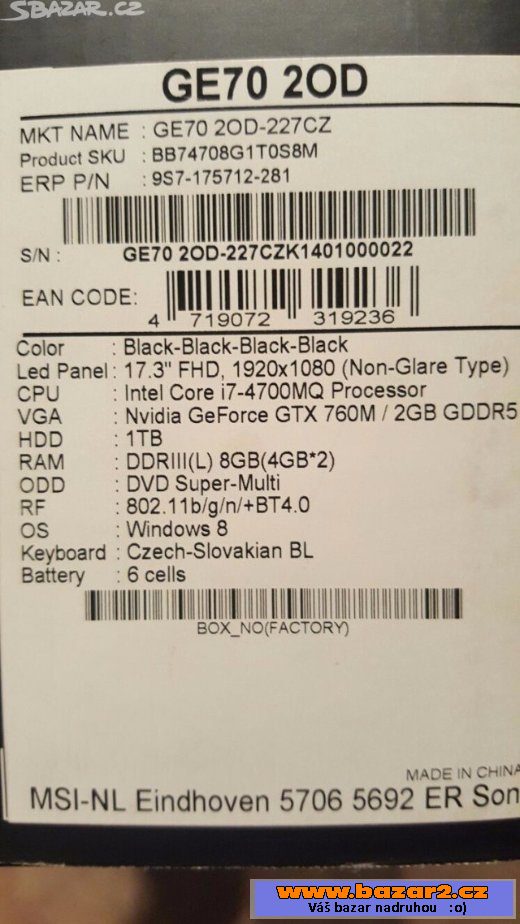 SBAZAR.CZ
GE70 2OD
MKT NAME : GE70 2OD-227CZ
Product SKU : BB74708G1T0S8M
ERP P/N : 9S7-175712-281
S/N : GE70 2OD-227CZK1401000022
EAN CODE:
4 719072 319236
Color : Black-Black-Black-Black
Led Panel : 17.3" FHD, 1920x1080 (Non-Glare Type)
CPU : Intel Core i7-4700MQ Processor
VGA : Nvidia GeForce GTX 760M / 2GB GDDR5
HDD : 1TB
RAM : DDRIII(L) 8GB(4GB*2)
ODD : DVD Super-Multi
RF : 802.11b/g/n/+BT4.0
OS : Windows 8
Keyboard : Czech-Slovakian BL
Battery : 6 cells
BOX_NO(FACTORY)
MADE IN CHINA
MSI-NL Eindhoven 5706 5692 ER Son
www.bazar2.cz
Váš bazar nadruhou :o)